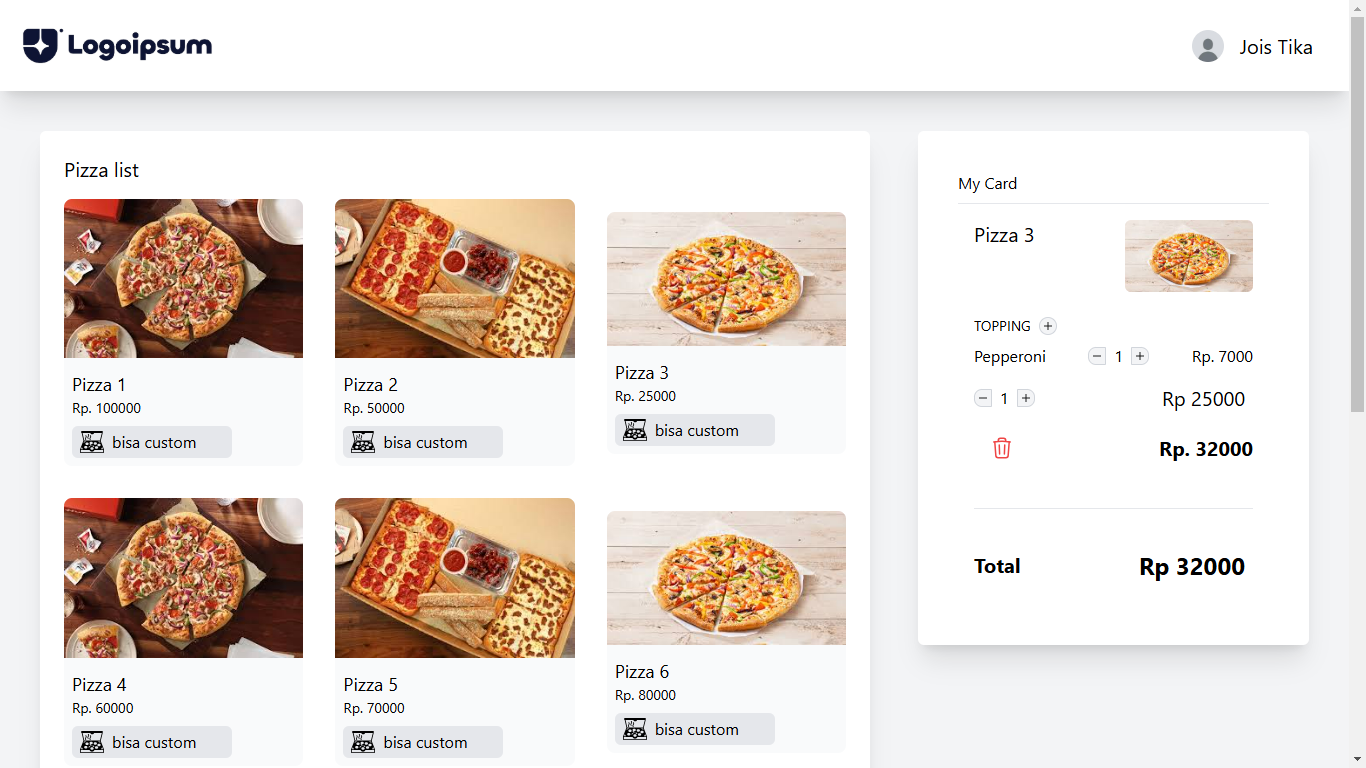 Logoipsum
Jois Tika
Pizza list
Pizza 1
Rp. 100000
bisa custom
Pizza 2
Rp. 50000
bisa custom
Pizza 3
Rp. 25000
bisa custom
Pizza 4
Rp. 60000
bisa custom
Pizza 5
Rp. 70000
bisa custom
Pizza 6
Rp. 80000
bisa custom
My Card
Pizza 3
TOPPING +
Pepperoni − 1 + Rp. 7000
− 1 + Rp 25000
Rp. 32000
Total Rp 32000